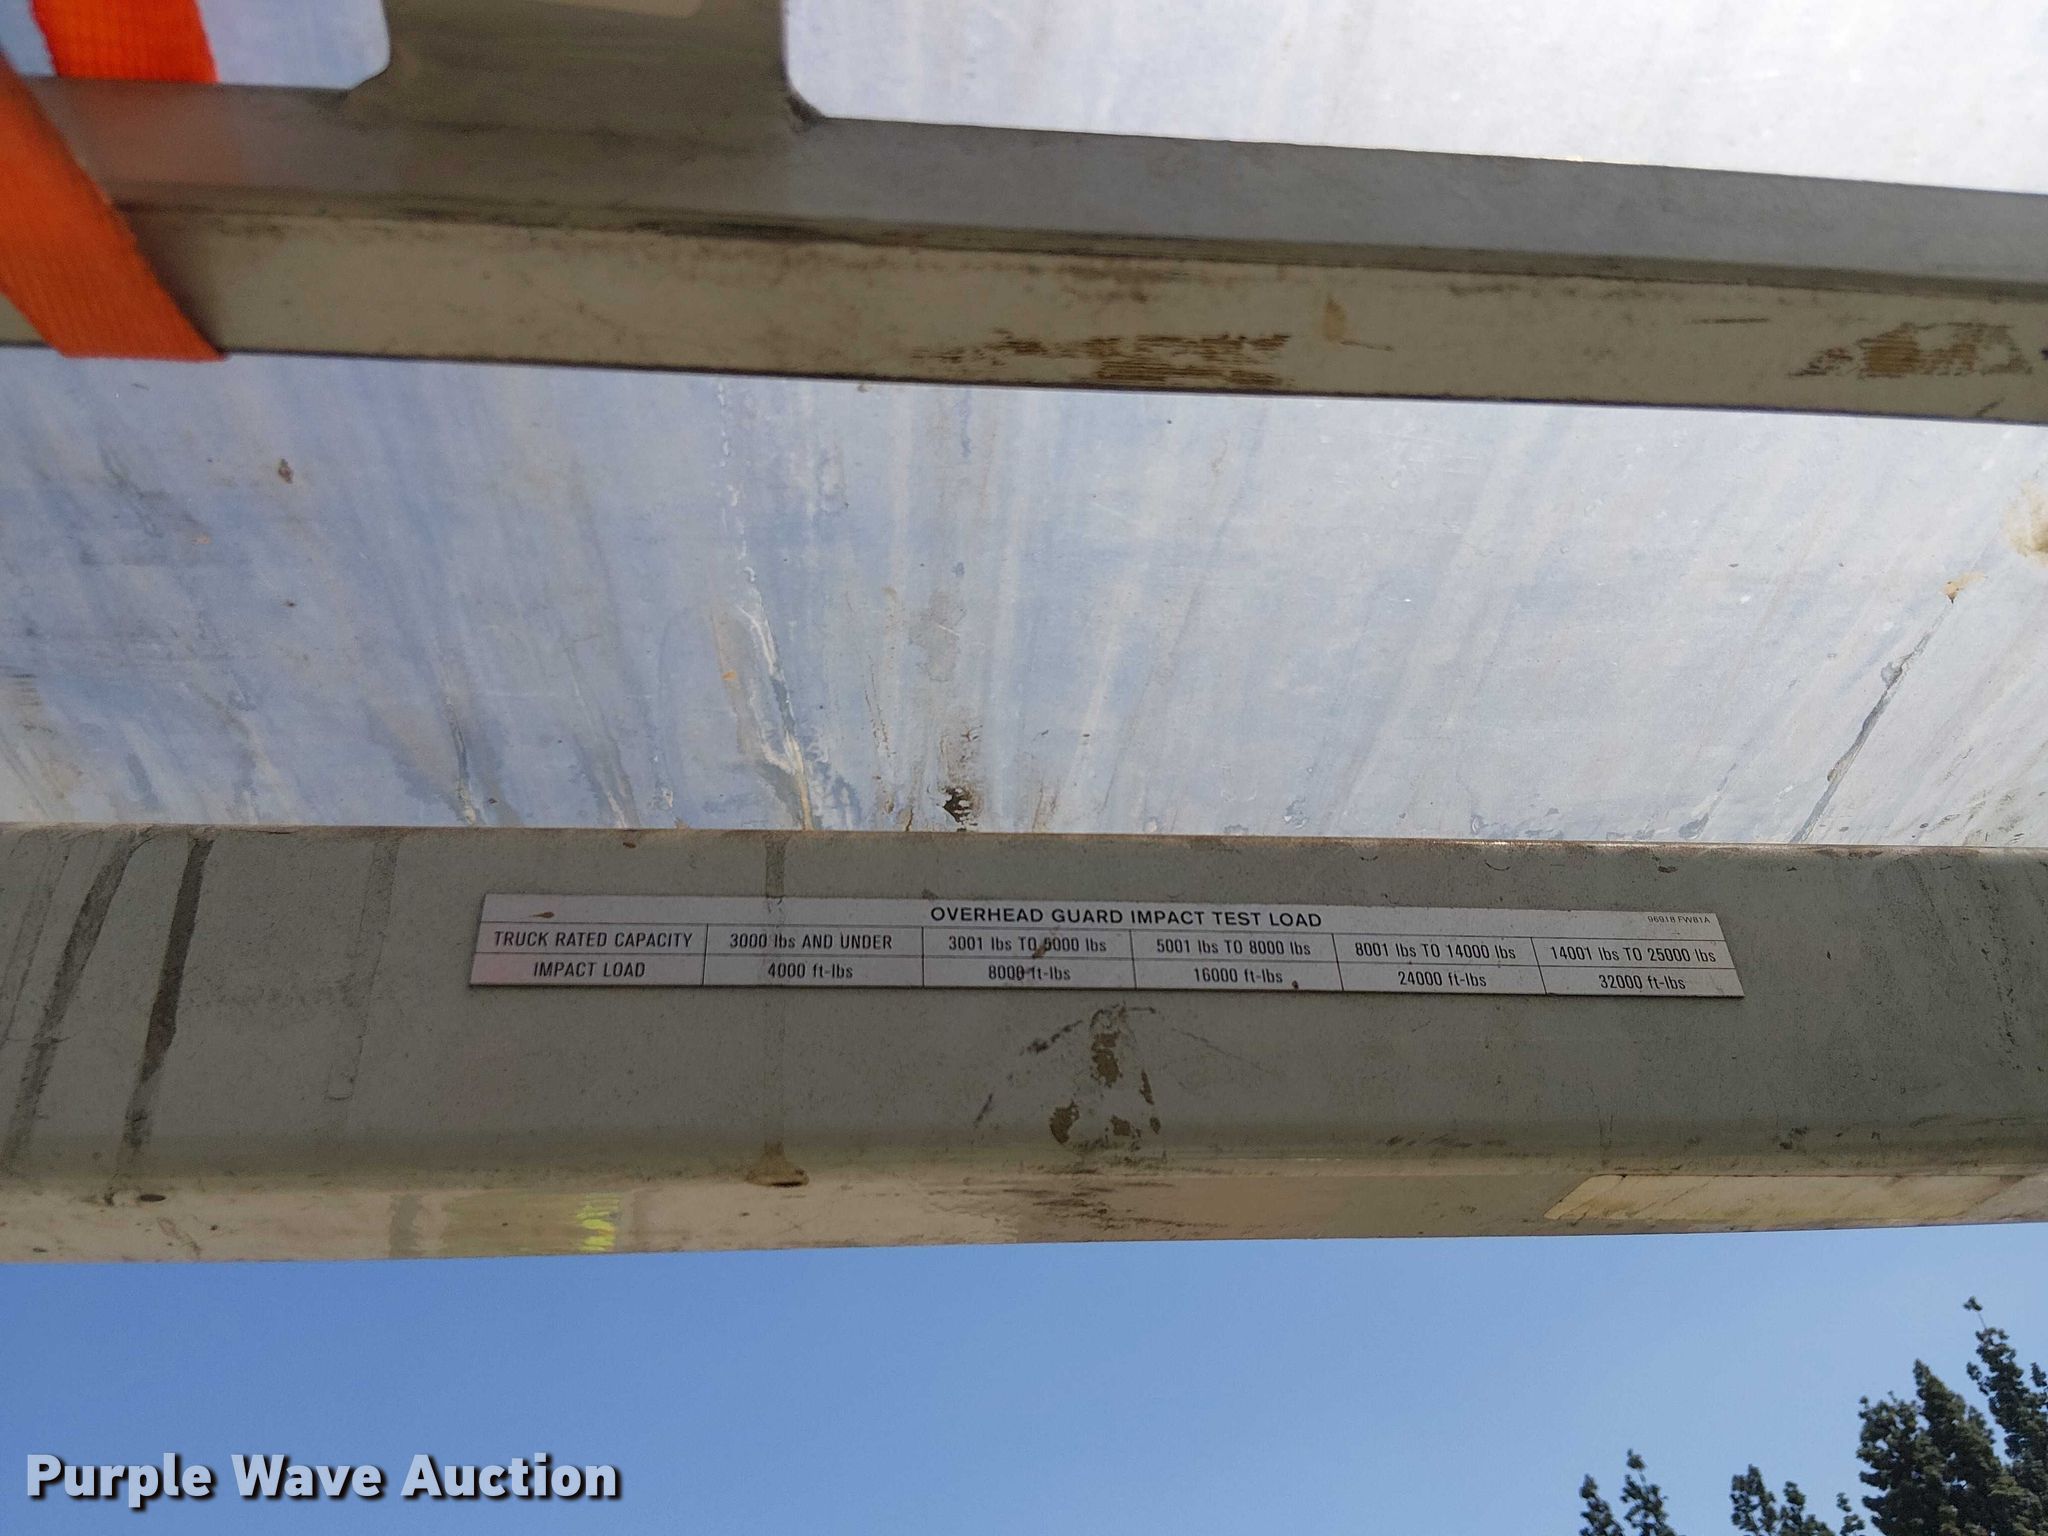 OVERHEAD GUARD IMPACT TEST LOAD 96918 FW81A
TRUCK RATED CAPACITY 3000 lbs AND UNDER 3001 lbs TO 5000 lbs 5001 lbs TO 8000 lbs 8001 lbs TO 14000 lbs 14001 lbs TO 25000 lbs
IMPACT LOAD 4000 ft-lbs 8000 ft-lbs 16000 ft-lbs 24000 ft-lbs 32000 ft-lbs
Purple Wave Auction